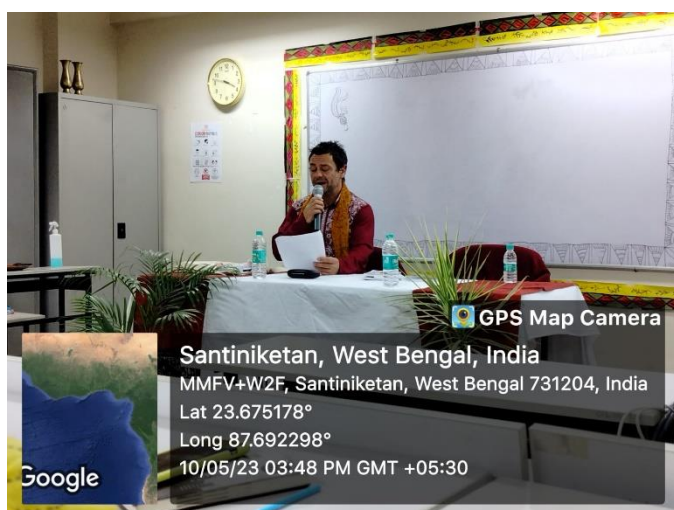 GPS Map Camera
Santiniketan, West Bengal, India
MMFV+W2F, Santiniketan, West Bengal 731204, India
Lat 23.675178°
Long 87.692298°
10/05/23 03:48 PM GMT +05:30
Google